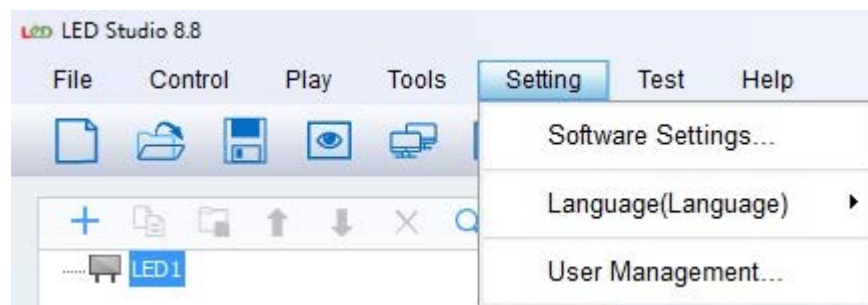 LED LED Studio 8.8
File Control Play Tools Setting Test Help
Software Settings...
Language(Language)
User Management...
LED1